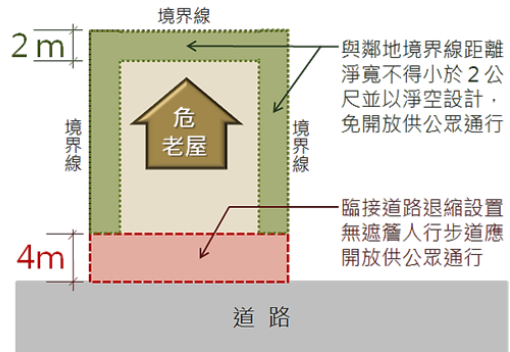 境界線
2m
與鄰地境界線距離
淨寬不得小於2公
尺並以淨空設計，
免開放供公眾通行
危
老屋
境界線
境界線
臨接道路退縮設置
無遮簷人行步道應
開放供公眾通行
4m
道路